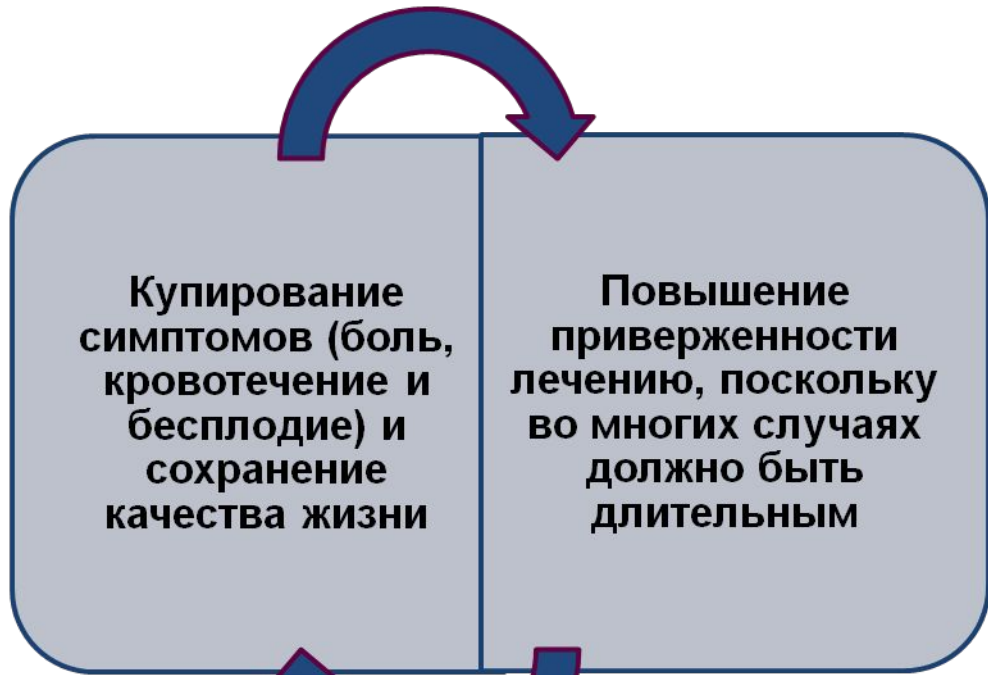 Купирование
симптомов (боль,
кровотечение и
бесплодие) и
сохранение
качества жизни
Повышение
приверженности
лечению, поскольку
во многих случаях
должно быть
длительным